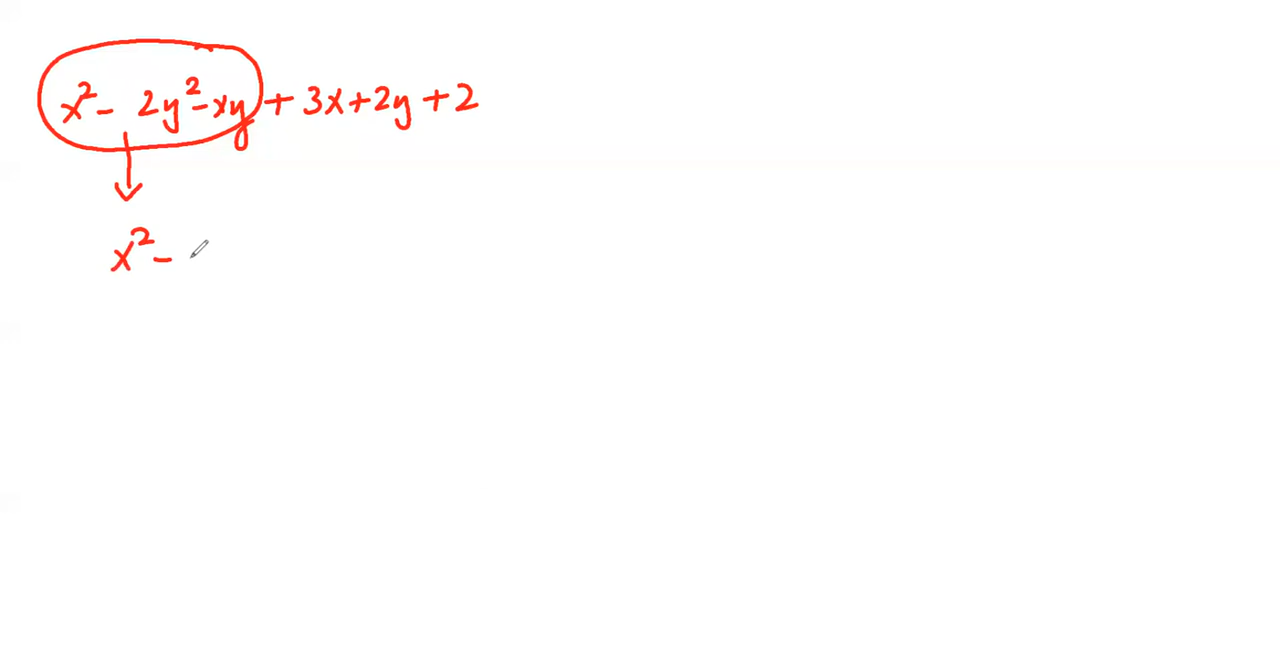 x² - 2y² - xy + 3x + 2y + 2
x² -